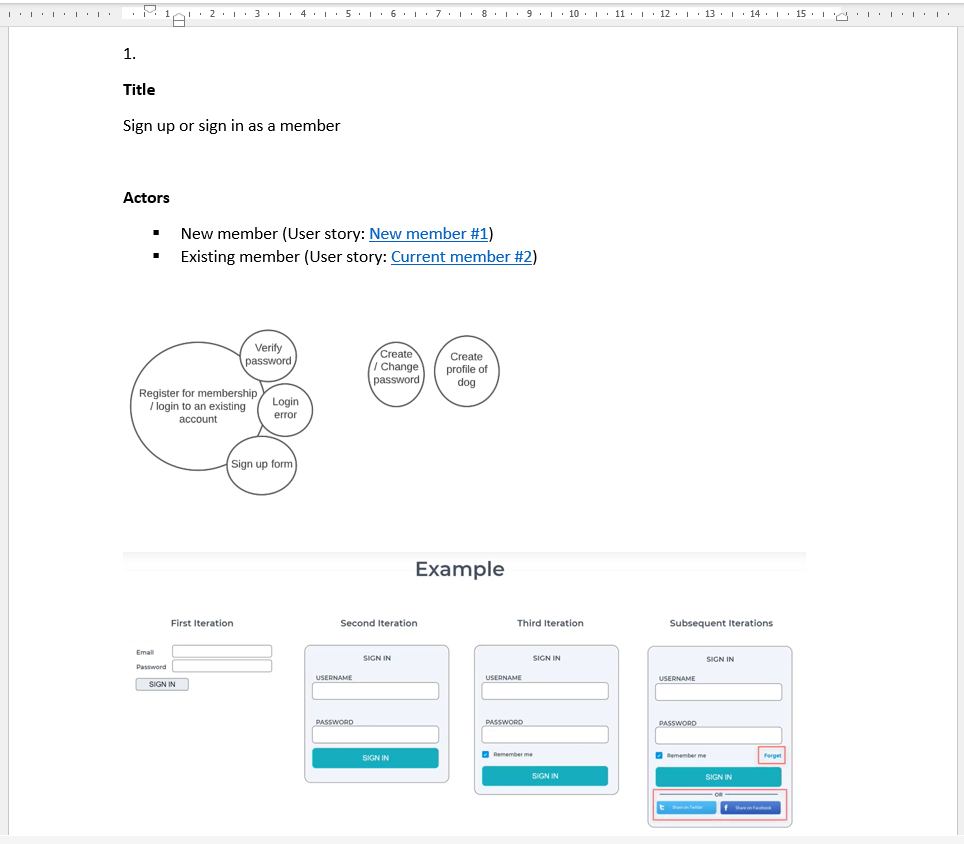 1 2 3 4 5 6 7 8 9 10 11 12 13 14 15
1.
Title
Sign up or sign in as a member
Actors
▪ New member (User story: New member #1)
▪ Existing member (User story: Current member #2)
Verify
password
Register for membership
/ login to an existing
account
Login
error
Sign up form
Create
/ Change
password
Create
profile of
dog
Example
First Iteration
Email
Password
SIGN IN
Second Iteration
SIGN IN
USERNAME
PASSWORD
SIGN IN
Third Iteration
SIGN IN
USERNAME
PASSWORD
Remember me
SIGN IN
Subsequent Iterations
SIGN IN
USERNAME
PASSWORD
Remember me
Forget
SIGN IN
OR
Share on Twitter
Share on Facebook